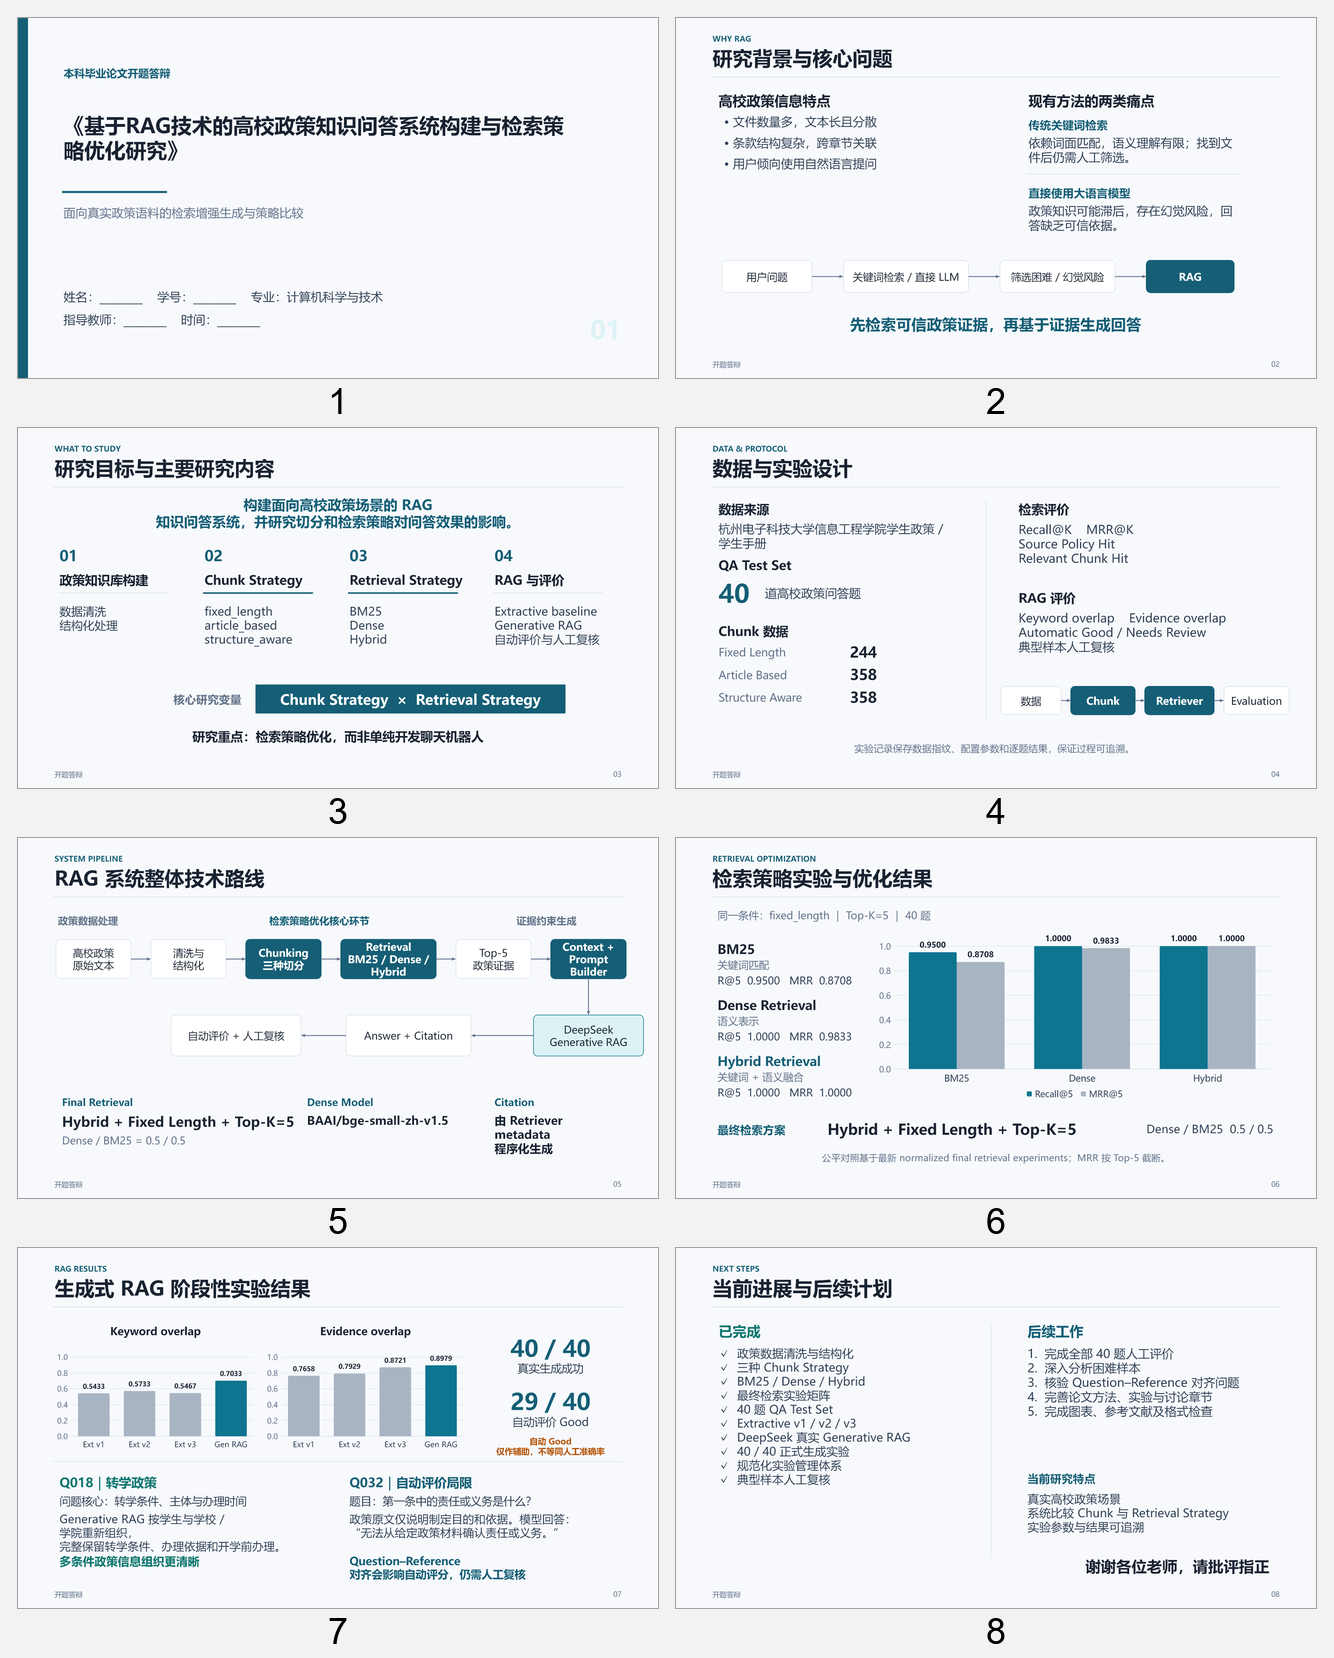 本科毕业论文开题答辩
《基于RAG技术的高校政策知识问答系统构建与检索策
略优化研究》
面向真实政策语料的检索增强生成与策略比较
姓名：______ 学号：______ 专业：计算机科学与技术
指导教师：______ 时间：______
01
1
WHY RAG
研究背景与核心问题
高校政策信息特点
• 文件数量多，文本长且分散
• 条款结构复杂，跨章节关联
• 用户倾向使用自然语言提问
现有方法的两类痛点
传统关键词检索
依赖词面匹配，语义理解有限；找到文
件后仍需人工筛选。
直接使用大语言模型
政策知识可能滞后，存在幻觉风险，回
答缺乏可信依据。
用户问题
关键词检索 / 直接 LLM
筛选困难 / 幻觉风险
RAG
先检索可信政策证据，再基于证据生成回答
开题答辩
02
2
WHAT TO STUDY
研究目标与主要研究内容
构建面向高校政策场景的 RAG
知识问答系统，并研究切分和检索策略对问答效果的影响。
01
政策知识库构建
数据清洗
结构化处理
02
Chunk Strategy
fixed_length
article_based
structure_aware
03
Retrieval Strategy
BM25
Dense
Hybrid
04
RAG 与评价
Extractive baseline
Generative RAG
自动评价与人工复核
核心研究变量
Chunk Strategy × Retrieval Strategy
研究重点：检索策略优化，而非单纯开发聊天机器人
开题答辩
03
3
DATA & PROTOCOL
数据与实验设计
数据来源
杭州电子科技大学信息工程学院学生政策 /
学生手册
QA Test Set
40 道高校政策问答题
Chunk 数据
Fixed Length 244
Article Based 358
Structure Aware 358
检索评价
Recall@K MRR@K
Source Policy Hit
Relevant Chunk Hit
RAG 评价
Keyword overlap Evidence overlap
Automatic Good / Needs Review
典型样本人工复核
数据
Chunk
Retriever
Evaluation
实验记录保存数据指纹、配置参数和逐题结果，保证过程可追溯。
开题答辩
04
4
SYSTEM PIPELINE
RAG 系统整体技术路线
政策数据处理
检索策略优化核心环节
证据约束生成
高校政策
原始文本
清洗与
结构化
Chunking
三种切分
Retrieval
BM25 / Dense /
Hybrid
Top-5
政策证据
Context +
Prompt
Builder
自动评价 + 人工复核
Answer + Citation
DeepSeek
Generative RAG
Final Retrieval
Hybrid + Fixed Length + Top-K=5
Dense / BM25 = 0.5 / 0.5
Dense Model
BAAI/bge-small-zh-v1.5
Citation
由 Retriever
metadata
程序化生成
开题答辩
05
5
RETRIEVAL OPTIMIZATION
检索策略实验与优化结果
同一条件：fixed_length | Top-K=5 | 40 题
BM25
关键词匹配
R@5 0.9500 MRR 0.8708
Dense Retrieval
语义表示
R@5 1.0000 MRR 0.9833
Hybrid Retrieval
关键词 + 语义融合
R@5 1.0000 MRR 1.0000
0.9500
0.8708
1.0000
0.9833
1.0000
1.0000
1.0
0.8
0.6
0.4
0.2
0.0
BM25
Dense
Hybrid
Recall@5
MRR@5
最终检索方案
Hybrid + Fixed Length + Top-K=5
Dense / BM25 0.5 / 0.5
公平对照基于最新 normalized final retrieval experiments；MRR 按 Top-5 截断。
开题答辩
06
6
RAG RESULTS
生成式 RAG 阶段性实验结果
Keyword overlap
1.0
0.8
0.6
0.4
0.2
0.0
0.5433
0.5733
0.5467
0.7033
Ext v1
Ext v2
Ext v3
Gen RAG
Evidence overlap
1.0
0.8
0.6
0.4
0.2
0.0
0.7658
0.7929
0.8721
0.8979
Ext v1
Ext v2
Ext v3
Gen RAG
40 / 40
真实生成成功
29 / 40
自动评价 Good
自动 Good
仅作辅助，不等同人工准确率
Q018｜转学政策
问题核心：转学条件、主体与办理时间
Generative RAG 按学生与学校 /
学院重新组织，
完整保留转学条件、办理依据和开学前办理。
多条件政策信息组织更清晰
Q032｜自动评价局限
题目：第一条中的责任或义务是什么？
政策原文仅说明制定目的和依据。模型回答：
“无法从给定政策材料确认责任或义务。”
Question–Reference
对齐会影响自动评分，仍需人工复核
开题答辩
07
7
NEXT STEPS
当前进展与后续计划
已完成
✓ 政策数据清洗与结构化
✓ 三种 Chunk Strategy
✓ BM25 / Dense / Hybrid
✓ 最终检索实验矩阵
✓ 40 题 QA Test Set
✓ Extractive v1 / v2 / v3
✓ DeepSeek 真实 Generative RAG
✓ 40 / 40 正式生成实验
✓ 规范化实验管理体系
✓ 典型样本人工复核
后续工作
1. 完成全部 40 题人工评价
2. 深入分析困难样本
3. 核验 Question–Reference 对齐问题
4. 完善论文方法、实验与讨论章节
5. 完成图表、参考文献及格式检查
当前研究特点
真实高校政策场景
系统比较 Chunk 与 Retrieval Strategy
实验参数与结果可追溯
谢谢各位老师，请批评指正
开题答辩
08
8